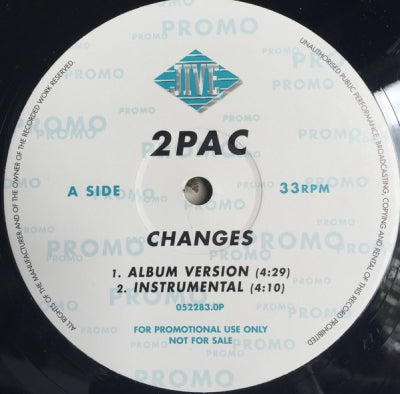 PROMO PROMO
PROMO
JIVE
2PAC
A SIDE
33RPM
CHANGES
1. ALBUM VERSION (4:29)
2. INSTRUMENTAL (4:10)
052283.0P
FOR PROMOTIONAL USE ONLY
NOT FOR SALE
ALL RIGHTS OF THE MANUFACTURER AND OF THE OWNER OF THE RECORDED WORK RESERVED.
UNAUTHORISED PUBLIC PERFORMANCE, BROADCASTING, COPYING AND RENTAL OF THIS RECORD PROHIBITED.